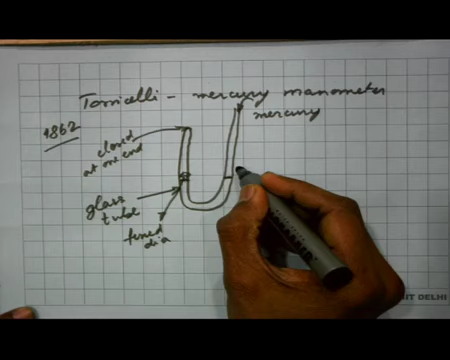 Torricelli - mercury manometer
mercury
1862
closed
at one end
glass
tube
fixed
dia
IIT DELHI